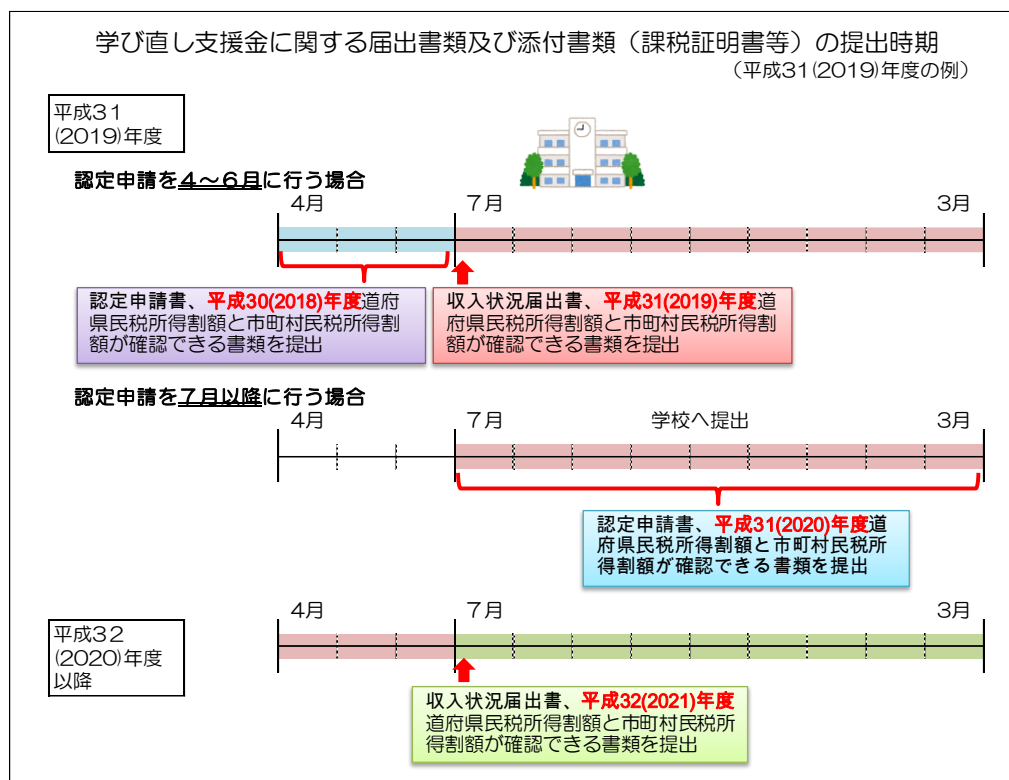 学び直し支援金に関する届出書類及び添付書類（課税証明書等）の提出時期
（平成31(2019)年度の例）
平成31
(2019)年度
認定申請を4～6月に行う場合
4月
7月
3月
認定申請書、平成30(2018)年度道府
県民税所得割額と市町村民税所得割
額が確認できる書類を提出
収入状況届出書、平成31(2019)年度道
府県民税所得割額と市町村民税所得割
額が確認できる書類を提出
認定申請を7月以降に行う場合
4月
7月
学校へ提出
3月
認定申請書、平成31(2020)年度道
府県民税所得割額と市町村民税所
得割額が確認できる書類を提出
平成32
(2020)年度
以降
4月
7月
3月
収入状況届出書、平成32(2021)年度
道府県民税所得割額と市町村民税所
得割額が確認できる書類を提出